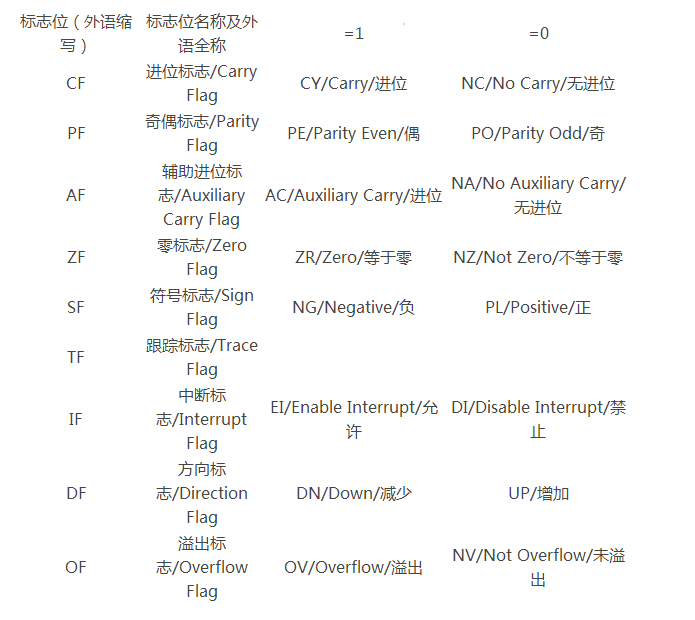 标志位（外语缩写） 标志位名称及外语全称 =1 =0
CF 进位标志/Carry Flag CY/Carry/进位 NC/No Carry/无进位
PF 奇偶标志/Parity Flag PE/Parity Even/偶 PO/Parity Odd/奇
AF 辅助进位标志/Auxiliary Carry Flag AC/Auxiliary Carry/进位 NA/No Auxiliary Carry/无进位
ZF 零标志/Zero Flag ZR/Zero/等于零 NZ/Not Zero/不等于零
SF 符号标志/Sign Flag NG/Negative/负 PL/Positive/正
TF 跟踪标志/Trace Flag
IF 中断标志/Interrupt Flag EI/Enable Interrupt/允许 DI/Disable Interrupt/禁止
DF 方向标志/Direction Flag DN/Down/减少 UP/增加
OF 溢出标志/Overflow Flag OV/Overflow/溢出 NV/Not Overflow/未溢出